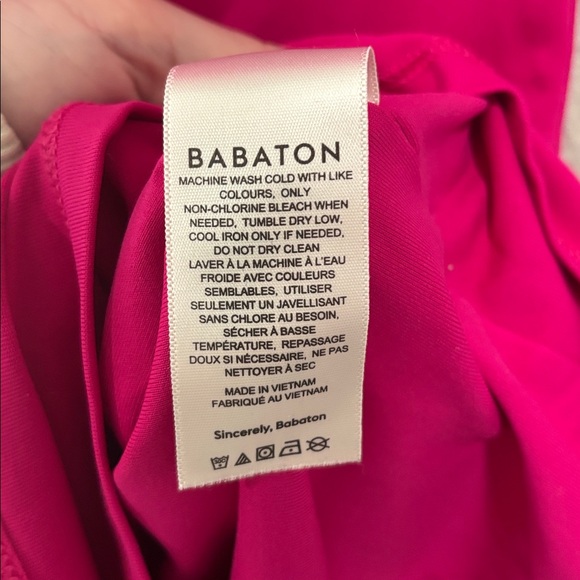 BABATON
MACHINE WASH COLD WITH LIKE
COLOURS, ONLY
NON-CHLORINE BLEACH WHEN
NEEDED, TUMBLE DRY LOW,
COOL IRON ONLY IF NEEDED,
DO NOT DRY CLEAN
LAVER À LA MACHINE À L'EAU
FROIDE AVEC COULEURS
SEMBLABLES, UTILISER
SEULEMENT UN JAVELLISANT
SANS CHLORE AU BESOIN,
SÉCHER À BASSE
TEMPÉRATURE, REPASSAGE
DOUX SI NÉCESSAIRE, NE PAS
NETTOYER À SEC
MADE IN VIETNAM
FABRIQUÉ AU VIETNAM
Sincerely, Babaton